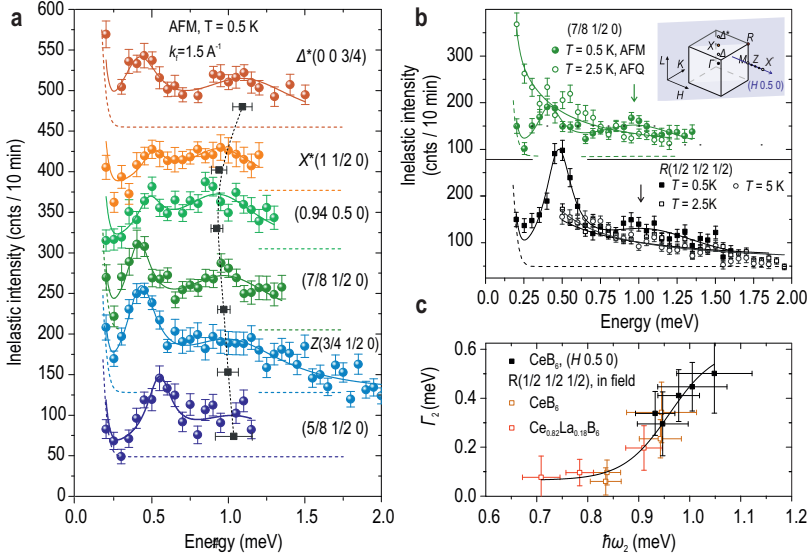 a
AFM, T = 0.5 K
k_f=1.5 A⁻¹
Δ*(0 0 3/4)
X*(1 1/2 0)
(0.94 0.5 0)
(7/8 1/2 0)
Z(3/4 1/2 0)
(5/8 1/2 0)
Inelastic intensity (cnts / 10 min)
600
550
500
450
400
350
300
250
200
150
100
50
0
0.0 0.5 1.0 1.5 2.0
Energy (meV)
b
(7/8 1/2 0)
T = 0.5 K, AFM
T = 2.5 K, AFQ
Δ*
X*
R
Δ
Γ
M
Z
X
L
K
H
(H 0.5 0)
R(1/2 1/2 1/2)
T = 0.5K
T = 5 K
T = 2.5K
Inelastic intensity
(cnts / 10 min)
300
200
100
150
100
0.0 0.25 0.50 0.75 1.00 1.25 1.50 1.75 2.00
Energy (meV)
c
CeB₆, (H 0.5 0)
R(1/2 1/2 1/2), in field
CeB₆
Ce₀.₈₂La₀.₁₈B₆
Γ₂ (meV)
0.6
0.4
0.2
0.0
0.6 0.7 0.8 0.9 1.0 1.1 1.2
ħω₂ (meV)